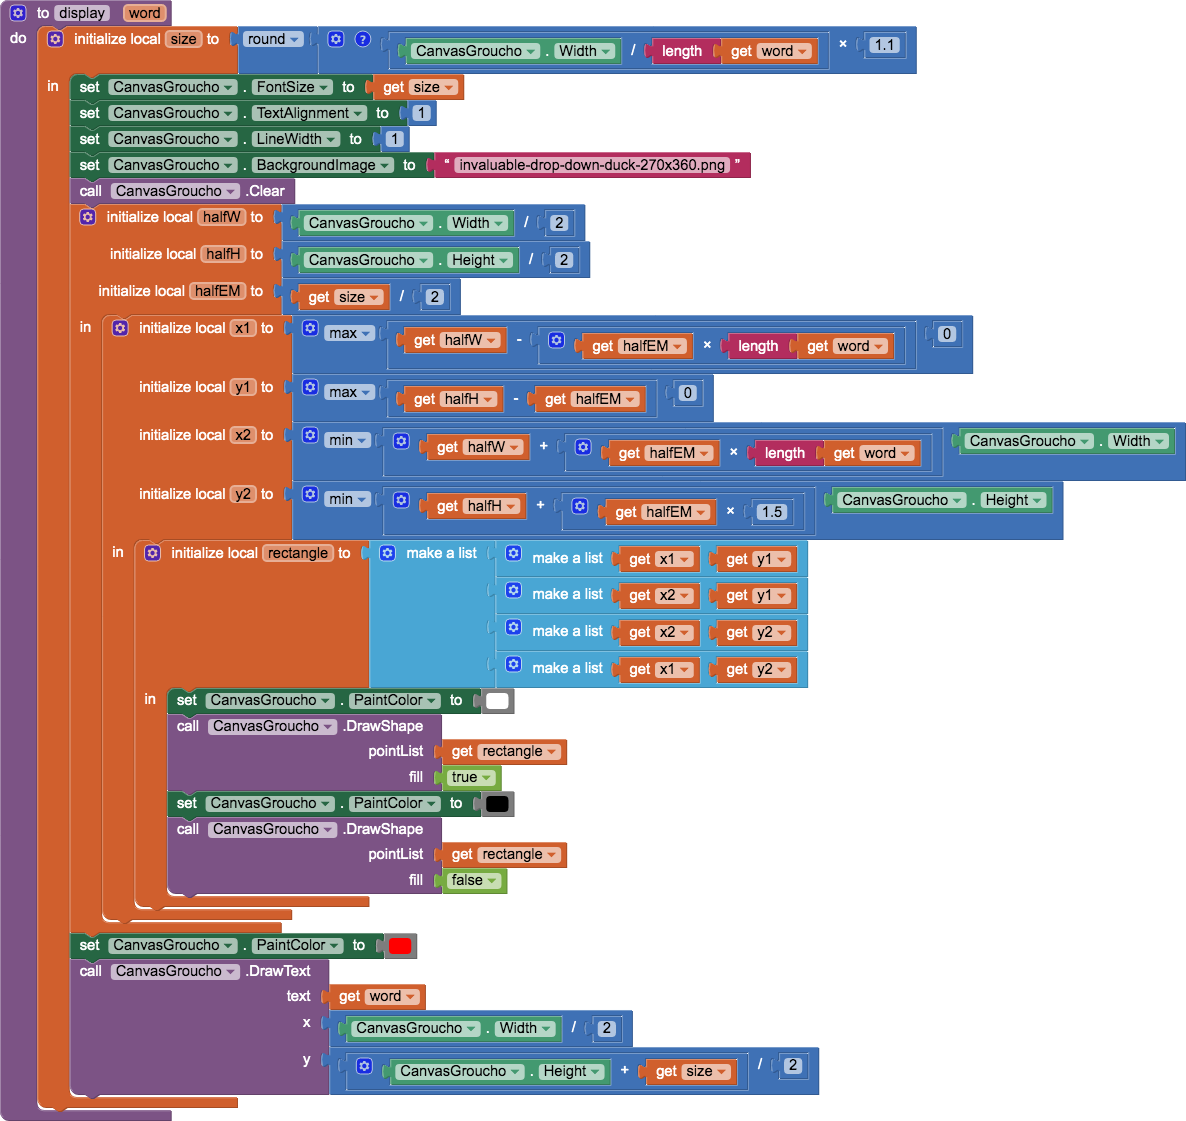 to display word
do initialize local size to round ? CanvasGroucho . Width / length get word × 1.1
in set CanvasGroucho . FontSize to get size
set CanvasGroucho . TextAlignment to 1
set CanvasGroucho . LineWidth to 1
set CanvasGroucho . BackgroundImage to “ invaluable-drop-down-duck-270x360.png ”
call CanvasGroucho .Clear
initialize local halfW to CanvasGroucho . Width / 2
initialize local halfH to CanvasGroucho . Height / 2
initialize local halfEM to get size / 2
in initialize local x1 to max get halfW - get halfEM × length get word 0
initialize local y1 to max get halfH - get halfEM 0
initialize local x2 to min get halfW + get halfEM × length get word CanvasGroucho . Width
initialize local y2 to min get halfH + get halfEM × 1.5 CanvasGroucho . Height
in initialize local rectangle to make a list make a list get x1 get y1
make a list get x2 get y1
make a list get x2 get y2
make a list get x1 get y2
in set CanvasGroucho . PaintColor to
call CanvasGroucho .DrawShape
pointList get rectangle
fill true
set CanvasGroucho . PaintColor to
call CanvasGroucho .DrawShape
pointList get rectangle
fill false
set CanvasGroucho . PaintColor to
call CanvasGroucho .DrawText
text get word
x CanvasGroucho . Width / 2
y CanvasGroucho . Height + get size / 2